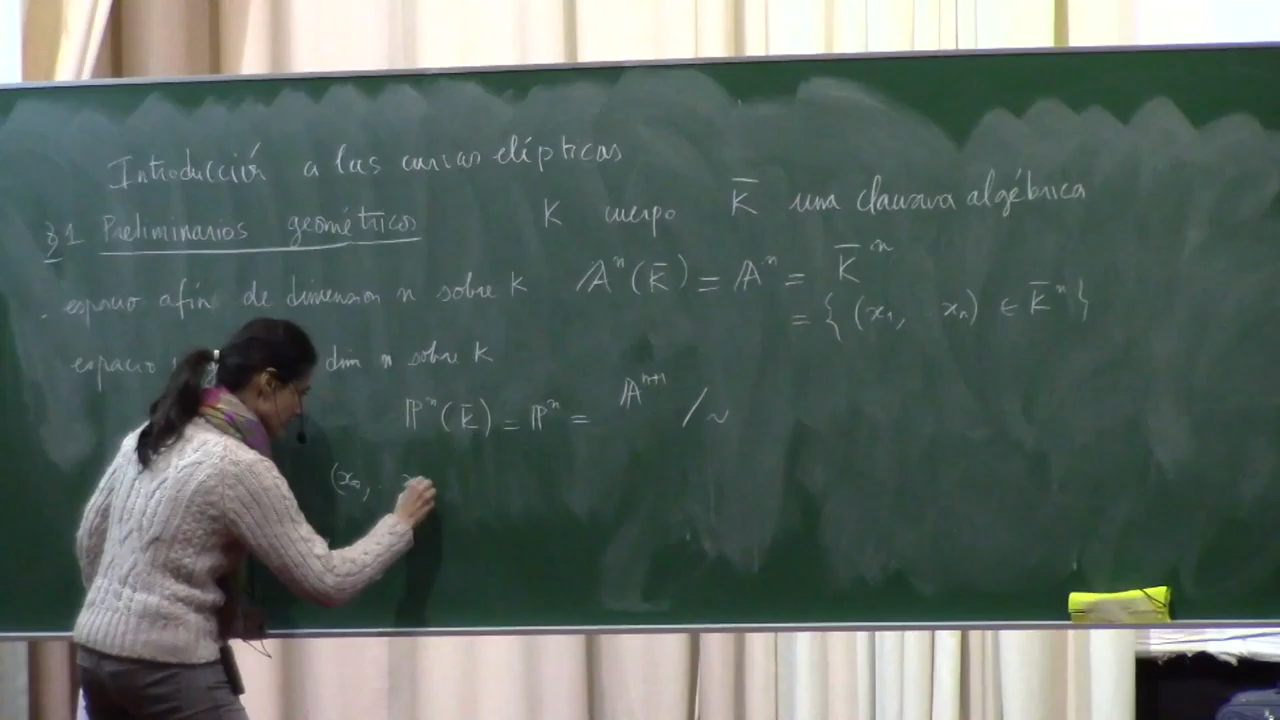 Introducción a las curvas elípticas
K cuerpo K̅ una clausura algébrica
§1 Preliminarios geométricos
. espacio afín de dimension n sobre K 𝔸ⁿ(K̅) = 𝔸ⁿ = K̅ⁿ
= { (x₁, xₙ) ∈ K̅ⁿ }
espacio dim n sobre K
ℙⁿ(K̅) = ℙⁿ = 𝔸ⁿ⁺¹ / ~
(x₀, .